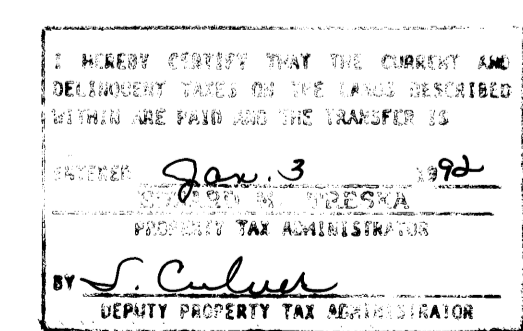 I HEREBY CERTIFY THAT THE CURRENT AND
DELINQUENT TAXES ON THE LANDS DESCRIBED
WITHIN ARE PAID AND THE TRANSFER IS
ENTERED Jan. 3 1992
PROPERTY TAX ADMINISTRATOR
BY S. Culver
DEPUTY PROPERTY TAX ADMINISTRATOR